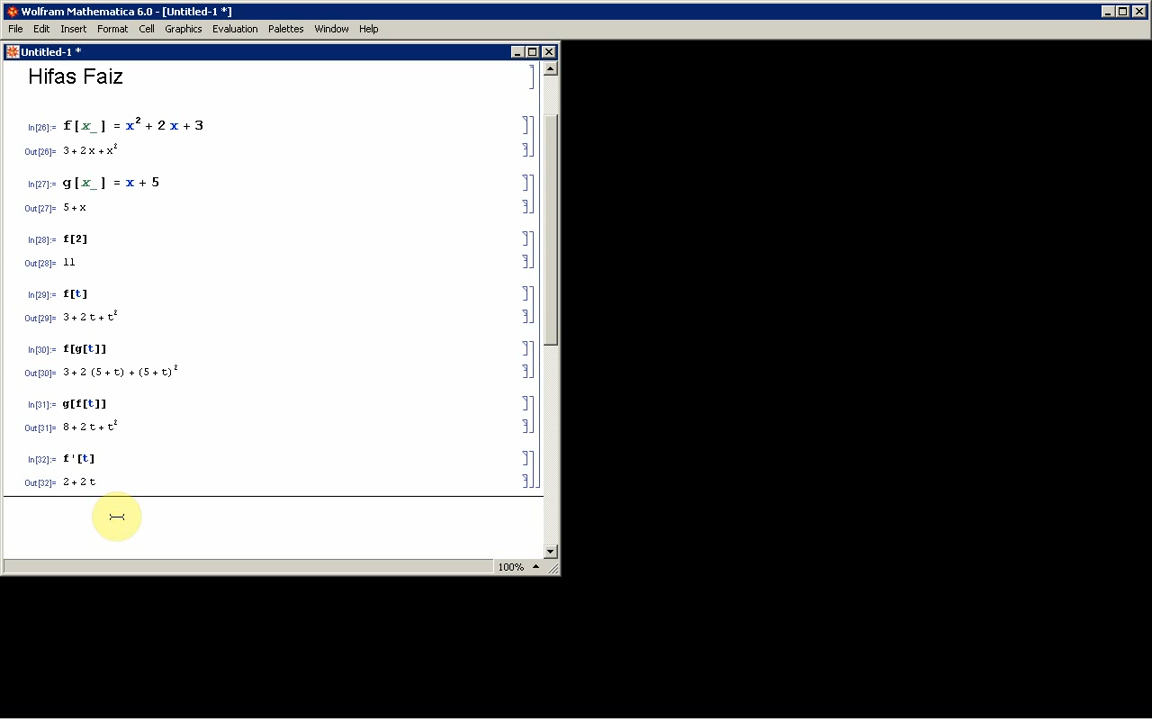 Wolfram Mathematica 6.0 - [Untitled-1 *]
File Edit Insert Format Cell Graphics Evaluation Palettes Window Help
Untitled-1 *
Hifas Faiz
In[26]:= f[x_] = x² + 2 x + 3
Out[26]= 3 + 2 x + x²
In[27]:= g[x_] = x + 5
Out[27]= 5 + x
In[28]:= f[2]
Out[28]= 11
In[29]:= f[t]
Out[29]= 3 + 2 t + t²
In[30]:= f[g[t]]
Out[30]= 3 + 2 (5 + t) + (5 + t)²
In[31]:= g[f[t]]
Out[31]= 8 + 2 t + t²
In[32]:= f'[t]
Out[32]= 2 + 2 t
100%